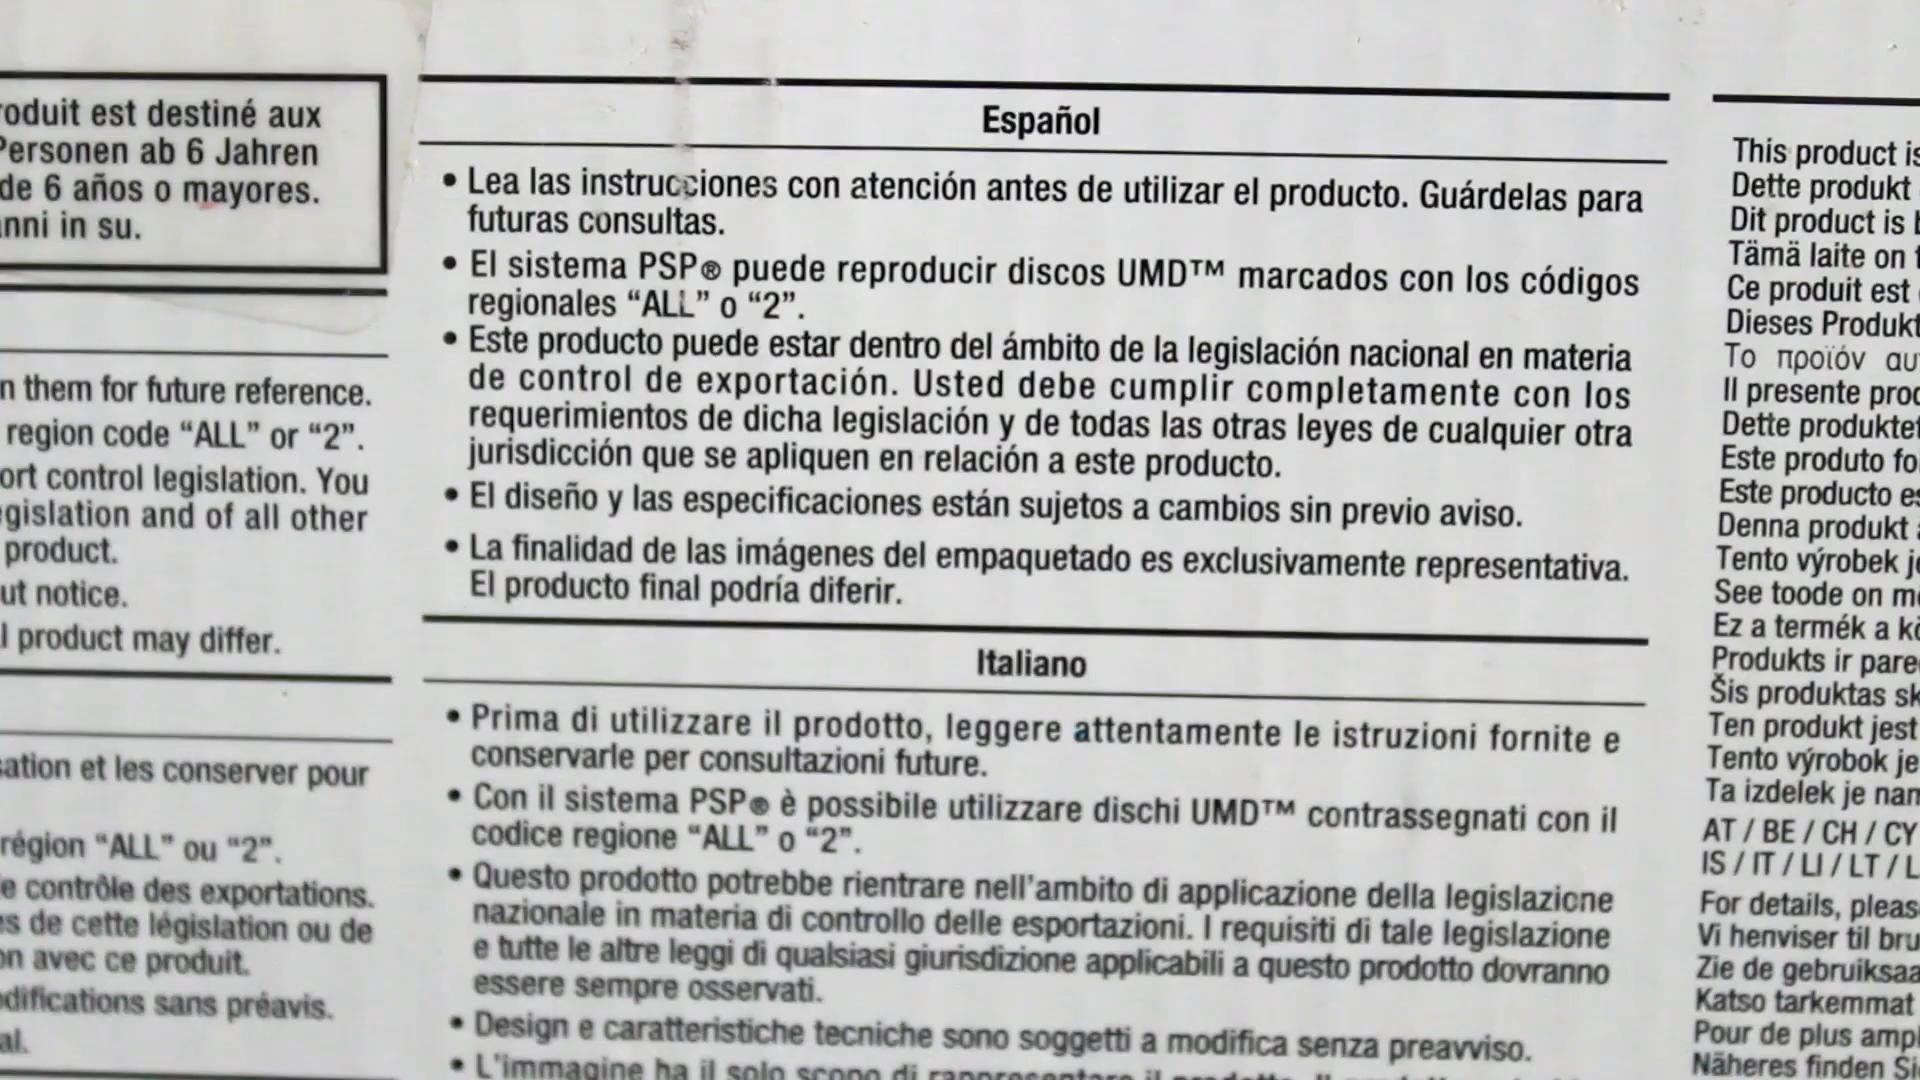 roduit est destiné aux
Personen ab 6 Jahren
de 6 años o mayores.
anni in su.
n them for future reference.
region code “ALL” or “2”.
ort control legislation. You
egislation and of all other
product.
ut notice.
l product may differ.
sation et les conserver pour
région “ALL” ou “2”.
e contrôle des exportations.
es de cette législation ou de
on avec ce produit.
odifications sans préavis.
al.
Español
• Lea las instrucciones con atención antes de utilizar el producto. Guárdelas para
futuras consultas.
• El sistema PSP® puede reproducir discos UMD™ marcados con los códigos
regionales “ALL” o “2”.
• Este producto puede estar dentro del ámbito de la legislación nacional en materia
de control de exportación. Usted debe cumplir completamente con los
requerimientos de dicha legislación y de todas las otras leyes de cualquier otra
jurisdicción que se apliquen en relación a este producto.
• El diseño y las especificaciones están sujetos a cambios sin previo aviso.
• La finalidad de las imágenes del empaquetado es exclusivamente representativa.
El producto final podría diferir.
Italiano
• Prima di utilizzare il prodotto, leggere attentamente le istruzioni fornite e
conservarle per consultazioni future.
• Con il sistema PSP® è possibile utilizzare dischi UMD™ contrassegnati con il
codice regione “ALL” o “2”.
• Questo prodotto potrebbe rientrare nell'ambito di applicazione della legislazione
nazionale in materia di controllo delle esportazioni. I requisiti di tale legislazione
e tutte le altre leggi di qualsiasi giurisdizione applicabili a questo prodotto dovranno
essere sempre osservati.
• Design e caratteristiche tecniche sono soggetti a modifica senza preavviso.
• L'immagine ha il solo scopo di rappresentare il prodotto. Il
This product is
Dette produkt
Dit product is
Tämä laite on
Ce produit est
Dieses Produkt
Το προϊόν αυ
Il presente prod
Dette produktet
Este produto fo
Este producto es
Denna produkt
Tento výrobek je
See toode on m
Ez a termék a kö
Produkts ir pare
Šis produktas sk
Ten produkt jest
Tento výrobok je
Ta izdelek je nam
AT / BE / CH / CY
IS / IT / LI / LT / L
For details, pleas
Vi henviser til bru
Zie de gebruiksaa
Katso tarkemmat
Pour de plus ampl
Näheres finden Si